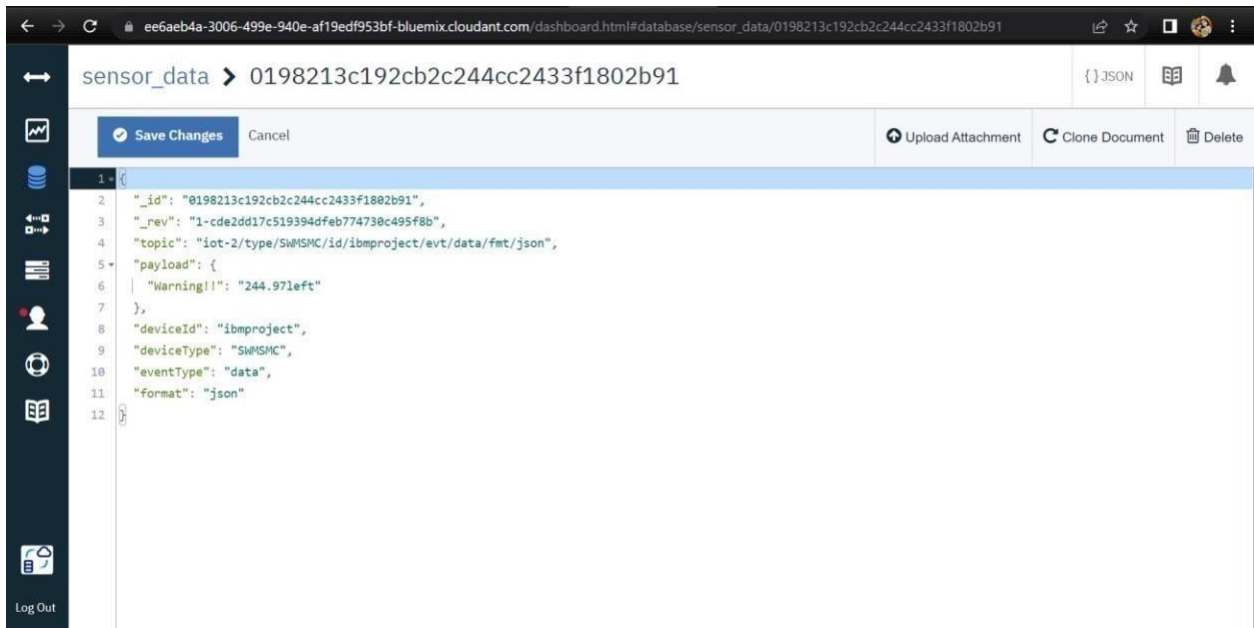 ee6aeb4a-3006-499e-940e-af19edf953bf-bluemix.cloudant.com/dashboard.html#database/sensor_data/0198213c192cb2c244cc2433f1802b91
sensor_data > 0198213c192cb2c244cc2433f1802b91 {} JSON
Save Changes Cancel Upload Attachment Clone Document Delete
1 {
2 "_id": "0198213c192cb2c244cc2433f1802b91",
3 "_rev": "1-cde2dd17c519394dfeb774730c495f8b",
4 "topic": "iot-2/type/SWMSMC/id/ibmproject/evt/data/fmt/json",
5 "payload": {
6 "Warning!!": "244.97left"
7 },
8 "deviceId": "ibmproject",
9 "deviceType": "SWMSMC",
10 "eventType": "data",
11 "format": "json"
12 }
Log Out